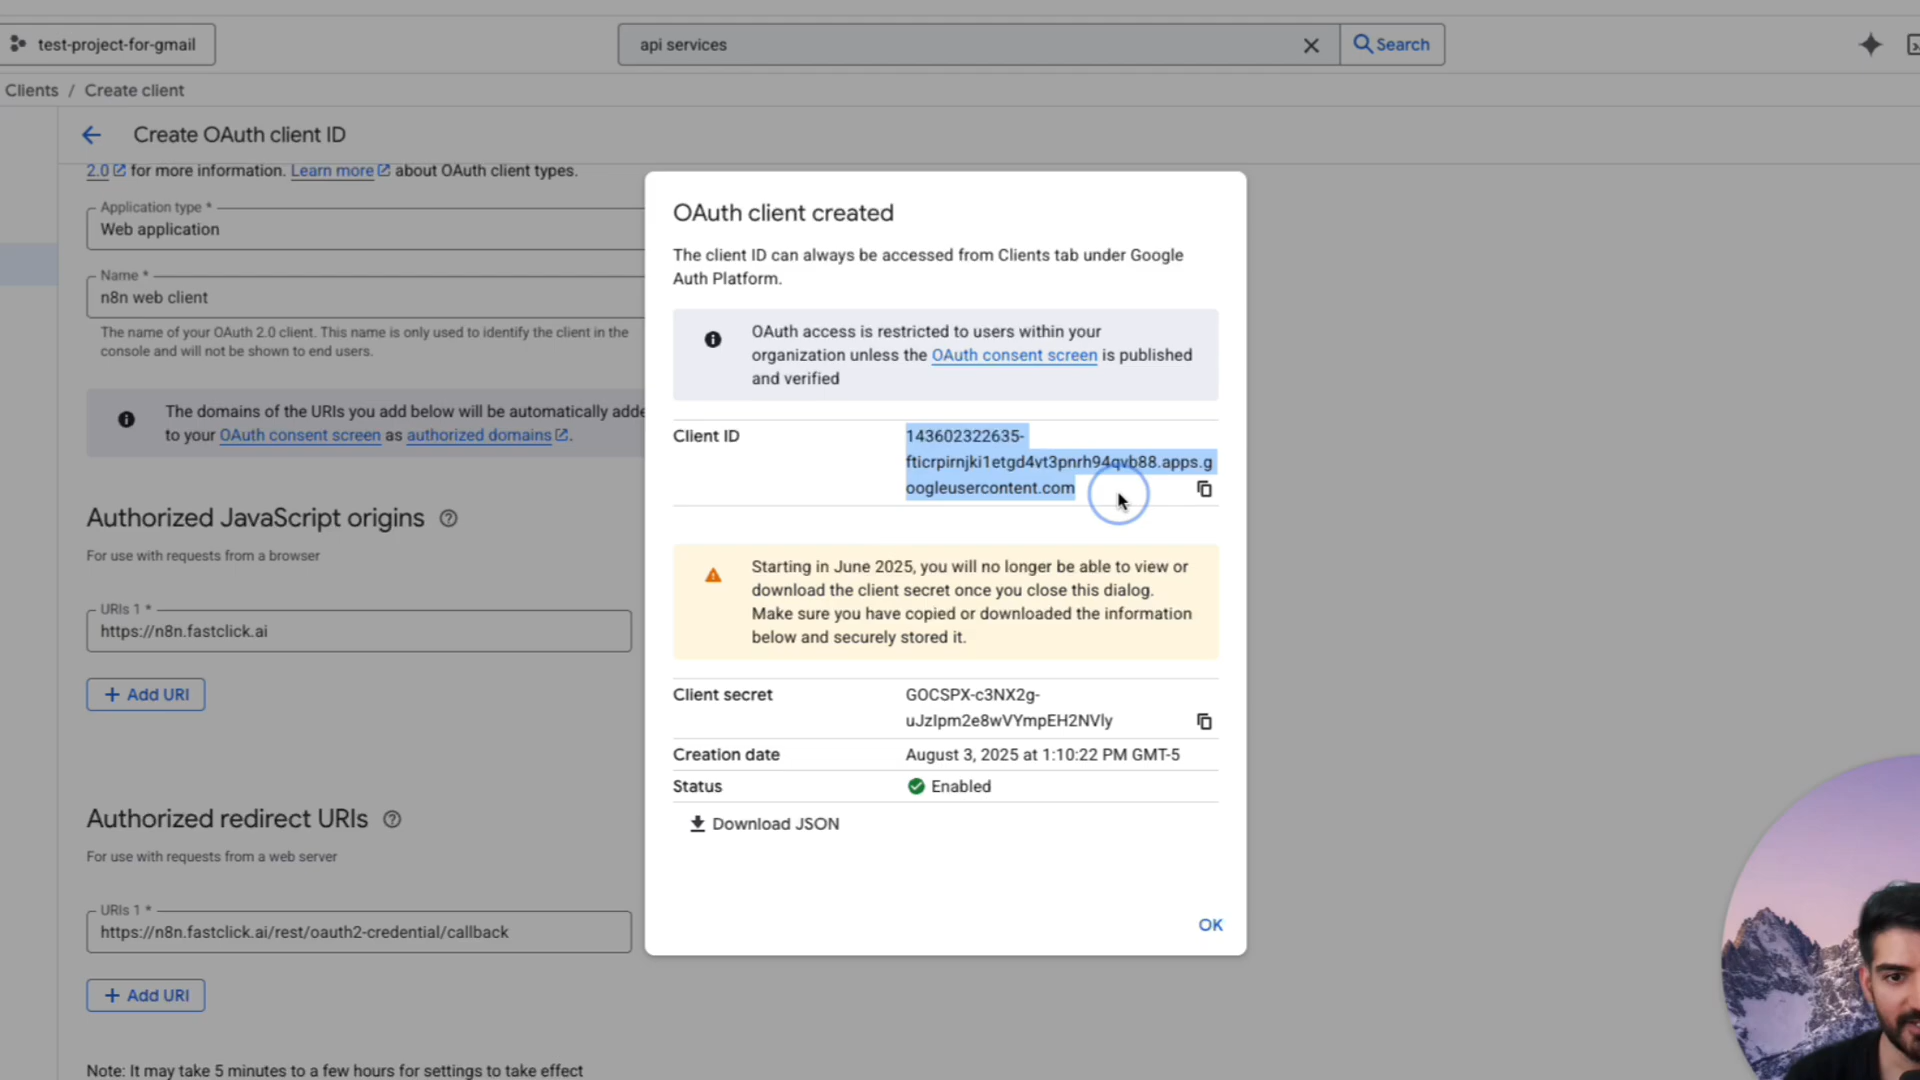 test-project-for-gmail
api services
Search
Clients / Create client
Create OAuth client ID
2.0 for more information. Learn more about OAuth client types.
Application type *
Web application
Name *
n8n web client
The name of your OAuth 2.0 client. This name is only used to identify the client in the
console and will not be shown to end users.
The domains of the URIs you add below will be automatically adde
to your OAuth consent screen as authorized domains.
Authorized JavaScript origins
For use with requests from a browser
URIs 1 *
https://n8n.fastclick.ai
+ Add URI
Authorized redirect URIs
For use with requests from a web server
URIs 1 *
https://n8n.fastclick.ai/rest/oauth2-credential/callback
+ Add URI
Note: It may take 5 minutes to a few hours for settings to take effect
OAuth client created
The client ID can always be accessed from Clients tab under Google
Auth Platform.
OAuth access is restricted to users within your
organization unless the OAuth consent screen is published
and verified
Client ID
143602322635-
fticrpirnjki1etgd4vt3pnrh94qvb88.apps.g
oogleusercontent.com
Starting in June 2025, you will no longer be able to view or
download the client secret once you close this dialog.
Make sure you have copied or downloaded the information
below and securely stored it.
Client secret
GOCSPX-c3NX2g-
uJzIpm2e8wVYmpEH2NVly
Creation date
August 3, 2025 at 1:10:22 PM GMT-5
Status
Enabled
Download JSON
OK